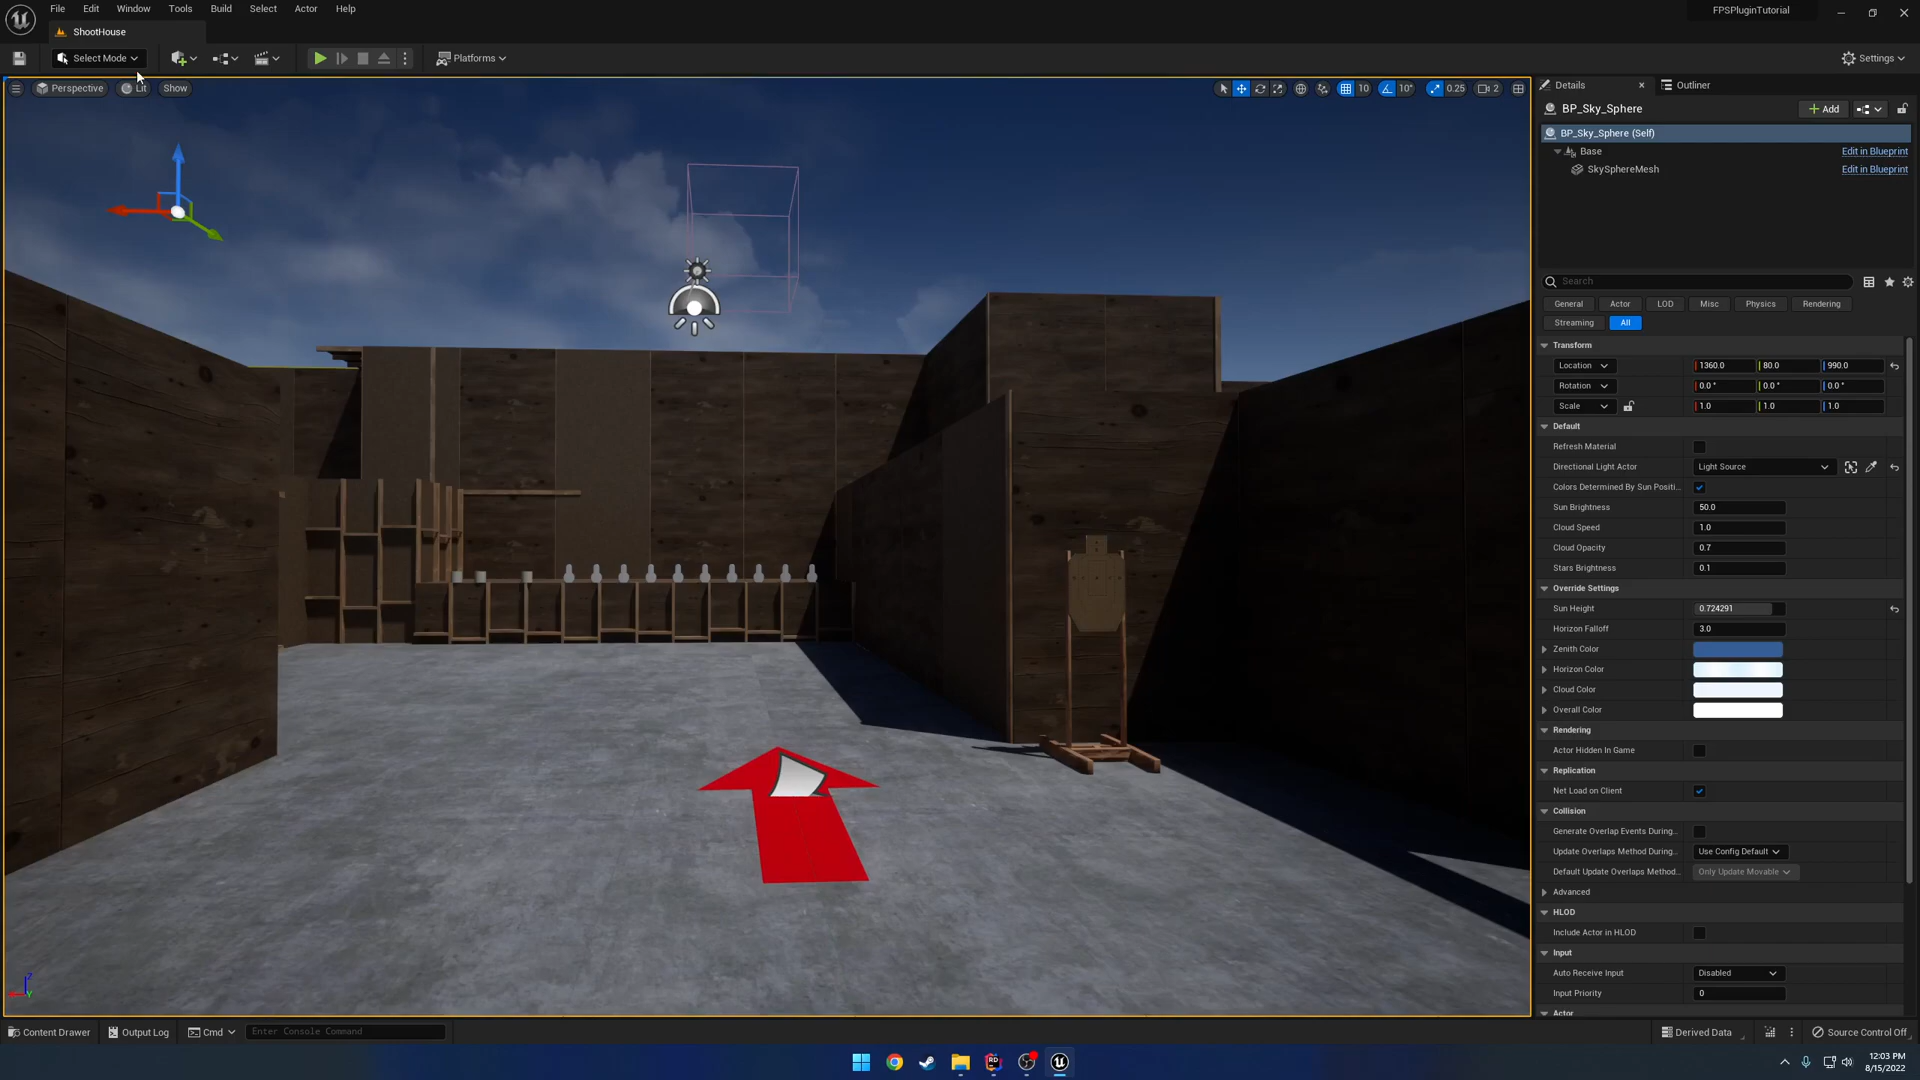 File Edit Window Tools Build Select Actor Help
FPSPluginTutorial
ShootHouse
Select Mode
Platforms
Settings
Perspective Lit Show
10 10° 0.25 2
Details Outliner
BP_Sky_Sphere Add
BP_Sky_Sphere (Self)
Base Edit in Blueprint
SkySphereMesh Edit in Blueprint
Search
General Actor LOD Misc Physics Rendering
Streaming All
Transform
Location 1360.0 80.0 990.0
Rotation 0.0 ° 0.0 ° 0.0 °
Scale 1.0 1.0 1.0
Default
Refresh Material
Directional Light Actor Light Source
Colors Determined By Sun Positi...
Sun Brightness 50.0
Cloud Speed 1.0
Cloud Opacity 0.7
Stars Brightness 0.1
Override Settings
Sun Height 0.724291
Horizon Falloff 3.0
Zenith Color
Horizon Color
Cloud Color
Overall Color
Rendering
Actor Hidden In Game
Replication
Net Load on Client
Collision
Generate Overlap Events During...
Update Overlaps Method During... Use Config Default
Default Update Overlaps Method... Only Update Movable
Advanced
HLOD
Include Actor in HLOD
Input
Auto Receive Input Disabled
Input Priority 0
Actor
Z
Y
Content Drawer Output Log Cmd Enter Console Command
Derived Data Source Control Off
RD
12:03 PM
8/15/2022